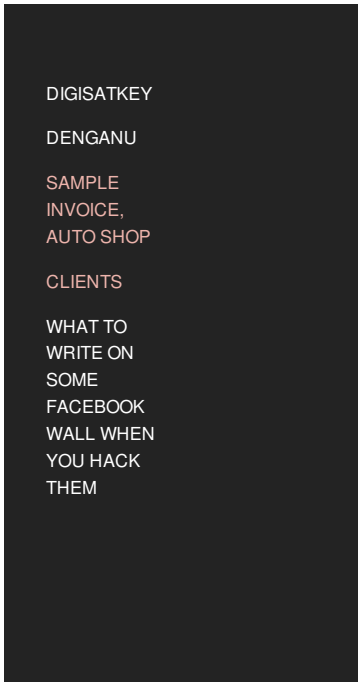 DIGISATKEY
DENGANU
SAMPLE
INVOICE,
AUTO SHOP
CLIENTS
WHAT TO
WRITE ON
SOME
FACEBOOK
WALL WHEN
YOU HACK
THEM